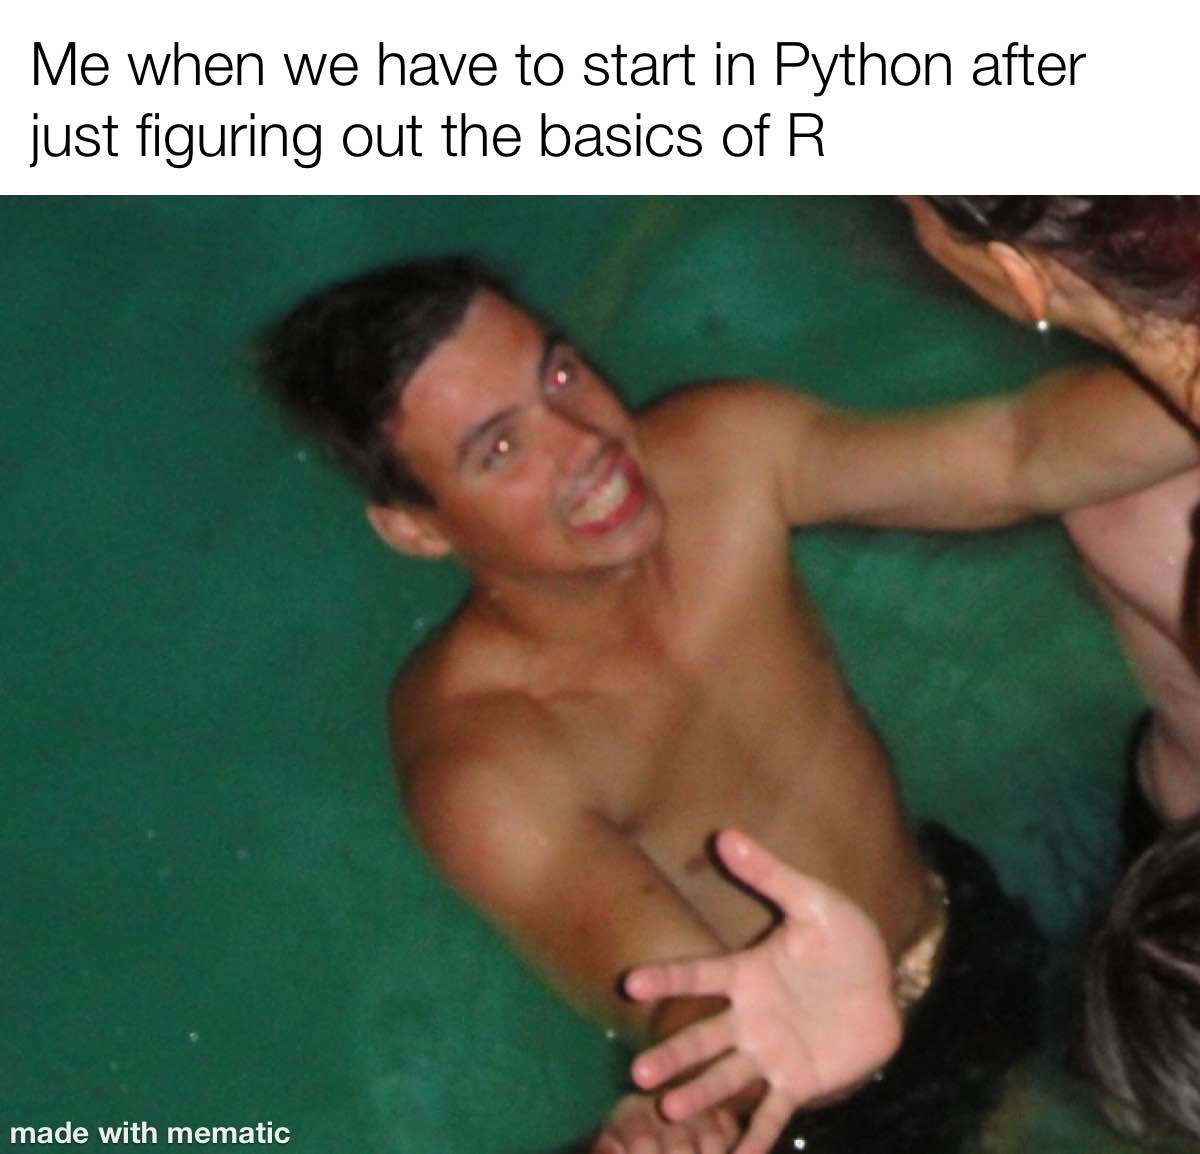 Me when we have to start in Python after
just figuring out the basics of R
made with mematic